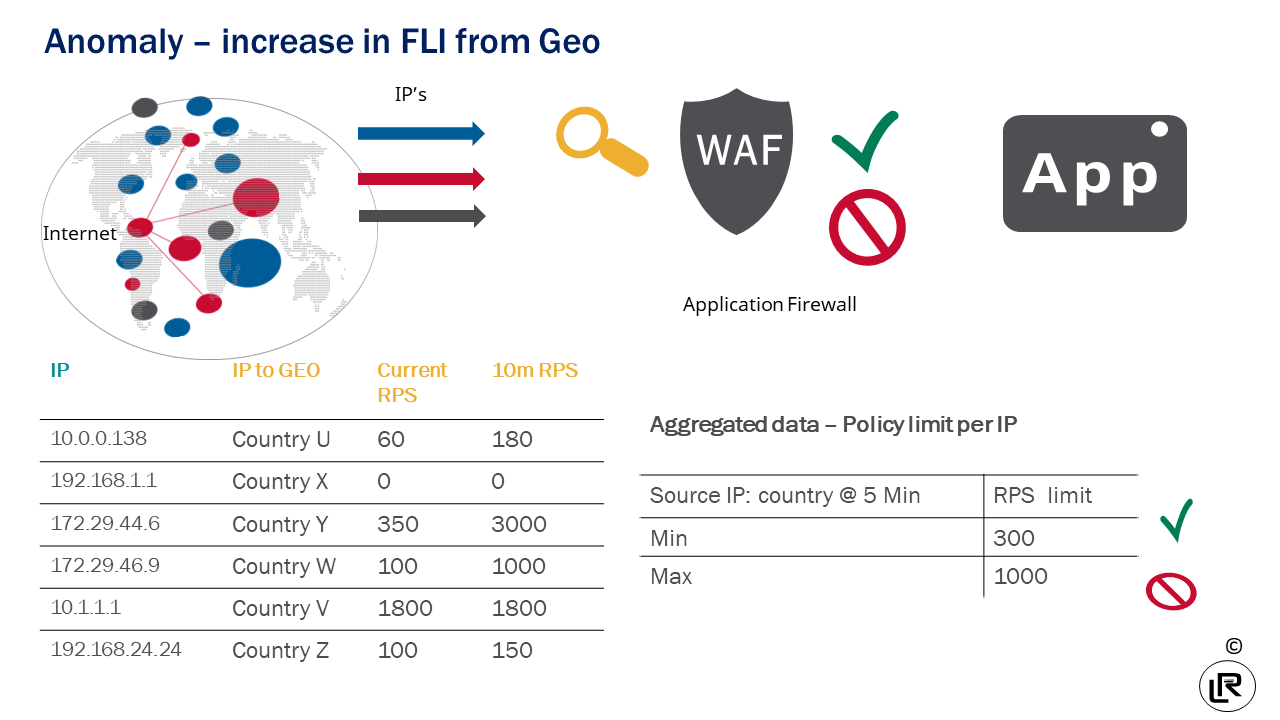 Anomaly – increase in FLI from Geo
IP's
Internet
WAF
App
Application Firewall
IP IP to GEO Current RPS 10m RPS
10.0.0.138 Country U 60 180
192.168.1.1 Country X 0 0
172.29.44.6 Country Y 350 3000
172.29.46.9 Country W 100 1000
10.1.1.1 Country V 1800 1800
192.168.24.24 Country Z 100 150
Aggregated data – Policy limit per IP
Source IP: country @ 5 Min RPS limit
Min 300
Max 1000
©